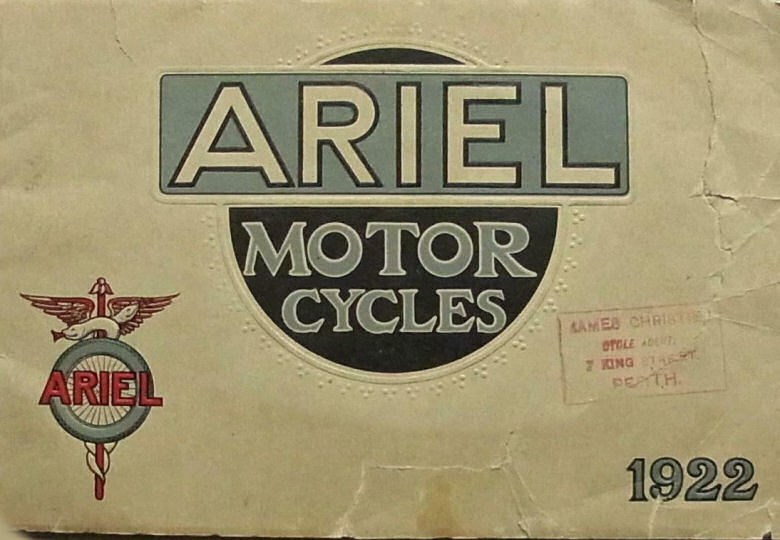 ARIEL
MOTOR
CYCLES
ARIEL
JAMES CHRISTIE,
CYCLE AGENT,
7 KING STREET,
PERTH.
1922